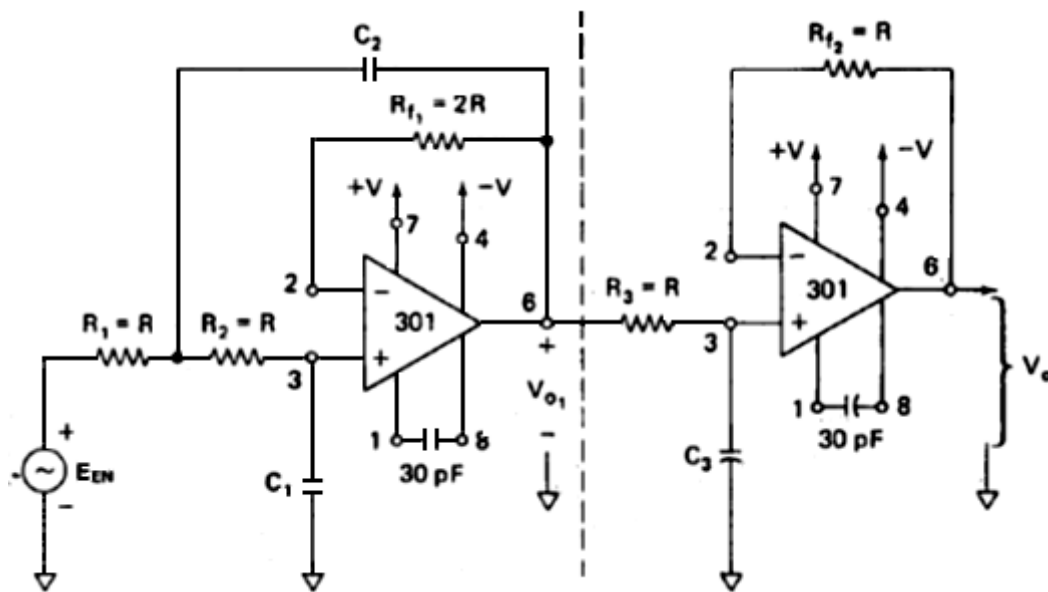 C₂
R_f₁ = 2R
+V
-V
7
4
2
-
301
6
R₁ = R
R₂ = R
3
+
+
V_o₁
-
1
8
30 pF
+
~
E_EN
-
C₁
R_f₂ = R
+V
-V
7
4
2
-
301
6
R₃ = R
3
+
V_o
1
8
30 pF
C₃